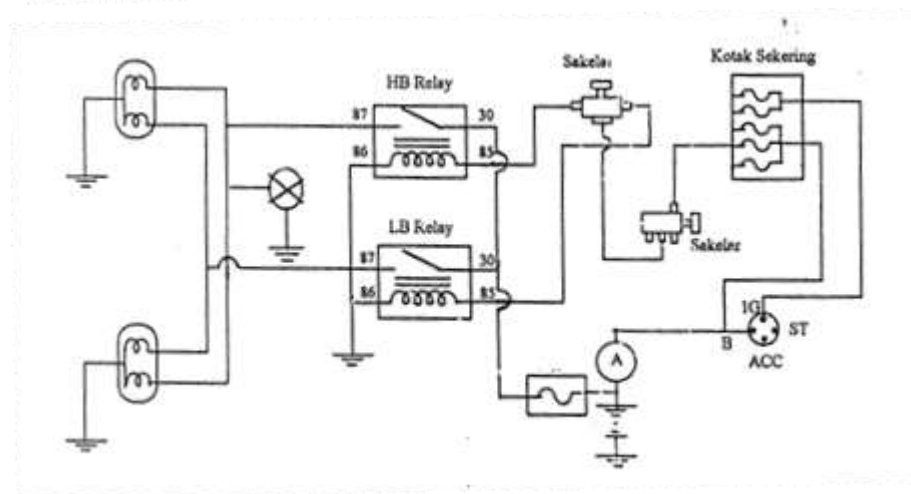 Sakelar
Kotak Sekering
HB Relay
87
30
86
85
LB Relay
87
30
86
85
Sakelar
IG
B
ST
ACC
A